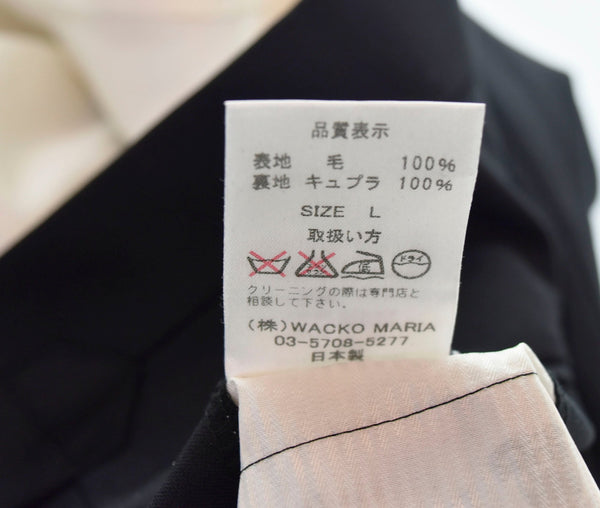 品質表示
表地 毛 100%
裏地 キュプラ 100%
SIZE L
取扱い方
低 ドライ
クリーニングの際は専門店と
相談して下さい。
(株) WACKO MARIA
03-5708-5277
日本製